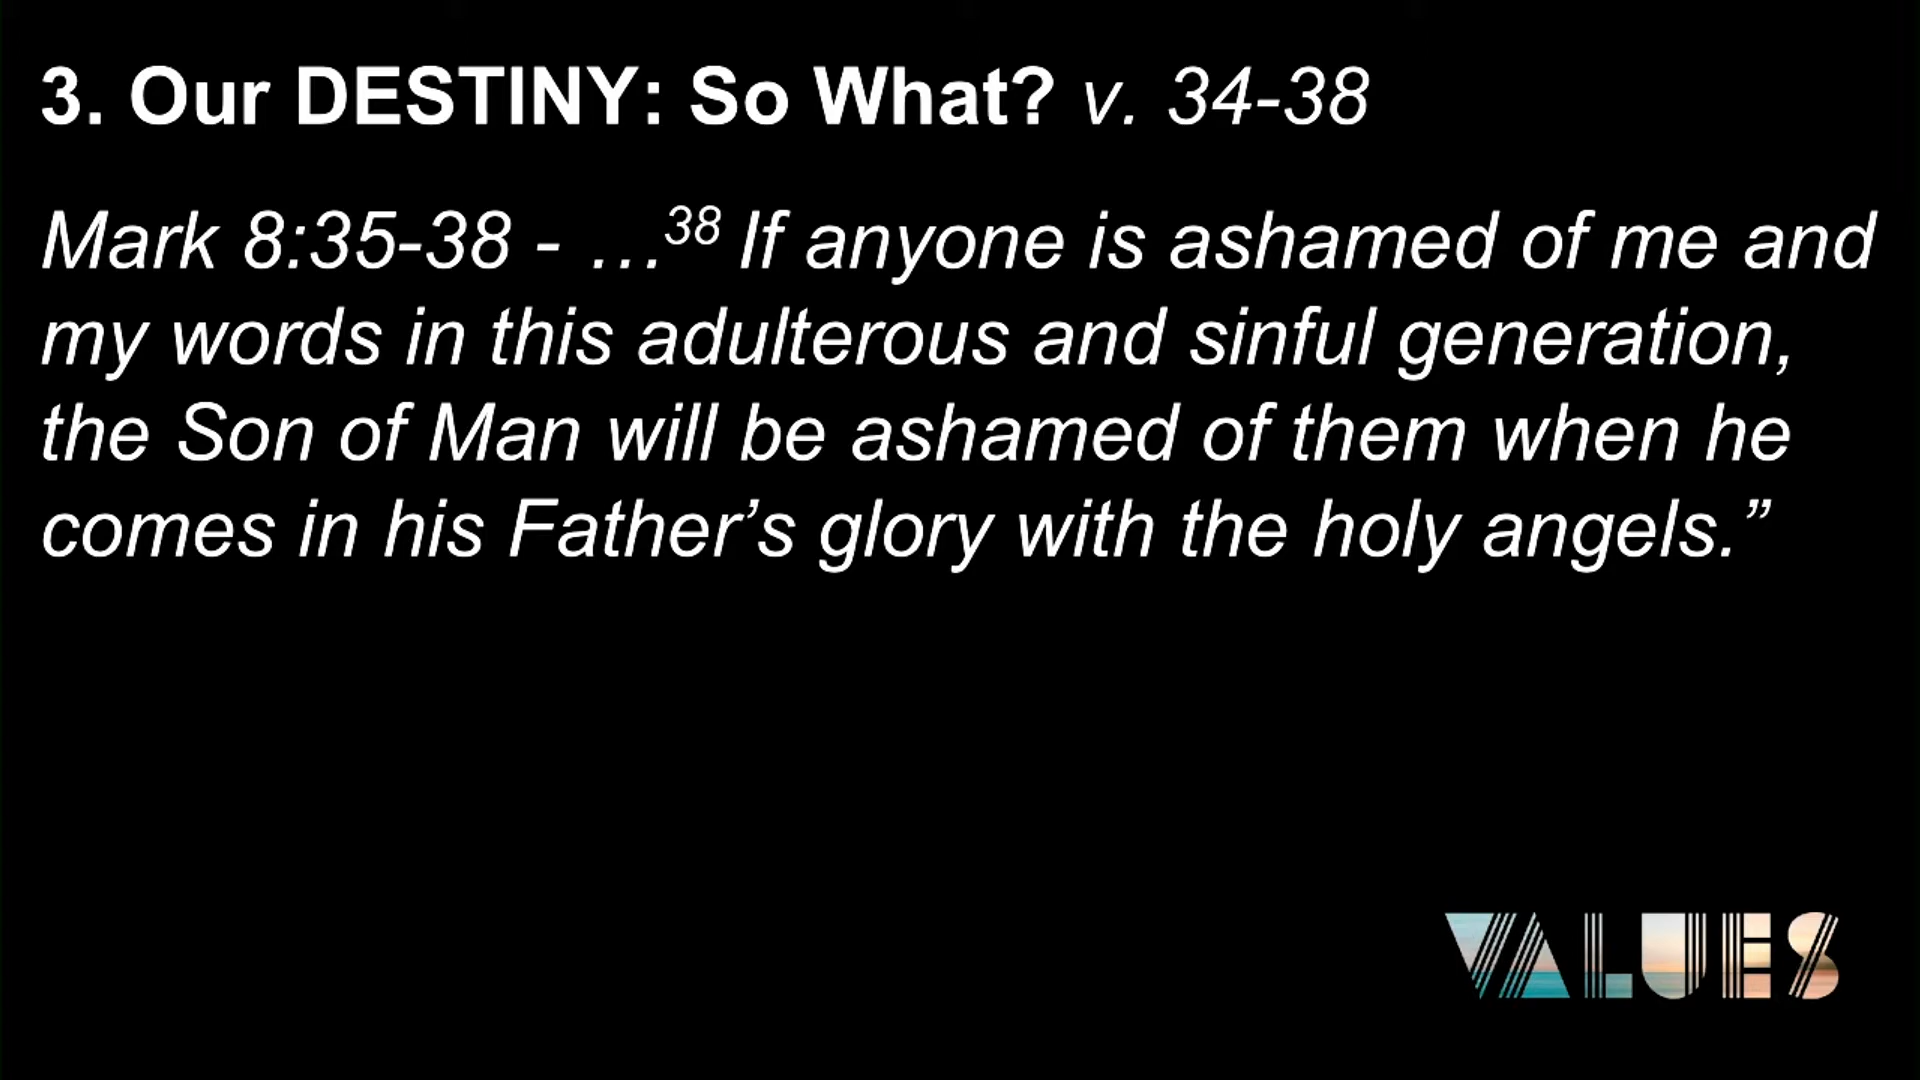 3. Our DESTINY: So What? v. 34-38
Mark 8:35-38 - …38 If anyone is ashamed of me and
my words in this adulterous and sinful generation,
the Son of Man will be ashamed of them when he
comes in his Father’s glory with the holy angels.”
VALUES